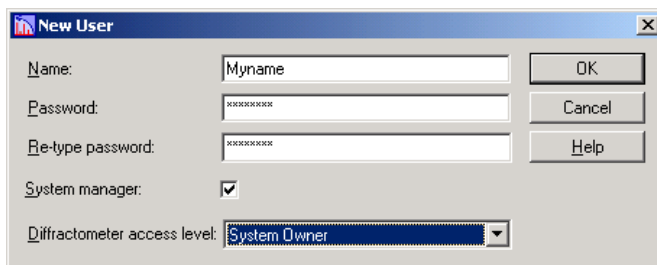 New User
Name: Myname OK
Password: ******** Cancel
Re-type password: ******** Help
System manager:
Diffractometer access level: System Owner